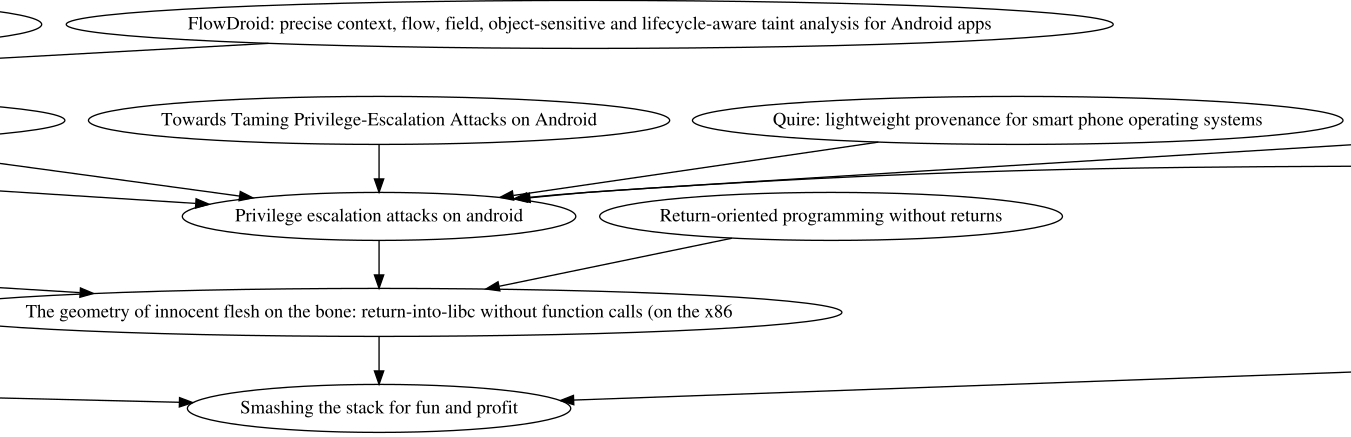 FlowDroid: precise context, flow, field, object-sensitive and lifecycle-aware taint analysis for Android apps
Towards Taming Privilege-Escalation Attacks on Android
Quire: lightweight provenance for smart phone operating systems
Privilege escalation attacks on android
Return-oriented programming without returns
The geometry of innocent flesh on the bone: return-into-libc without function calls (on the x86
Smashing the stack for fun and profit